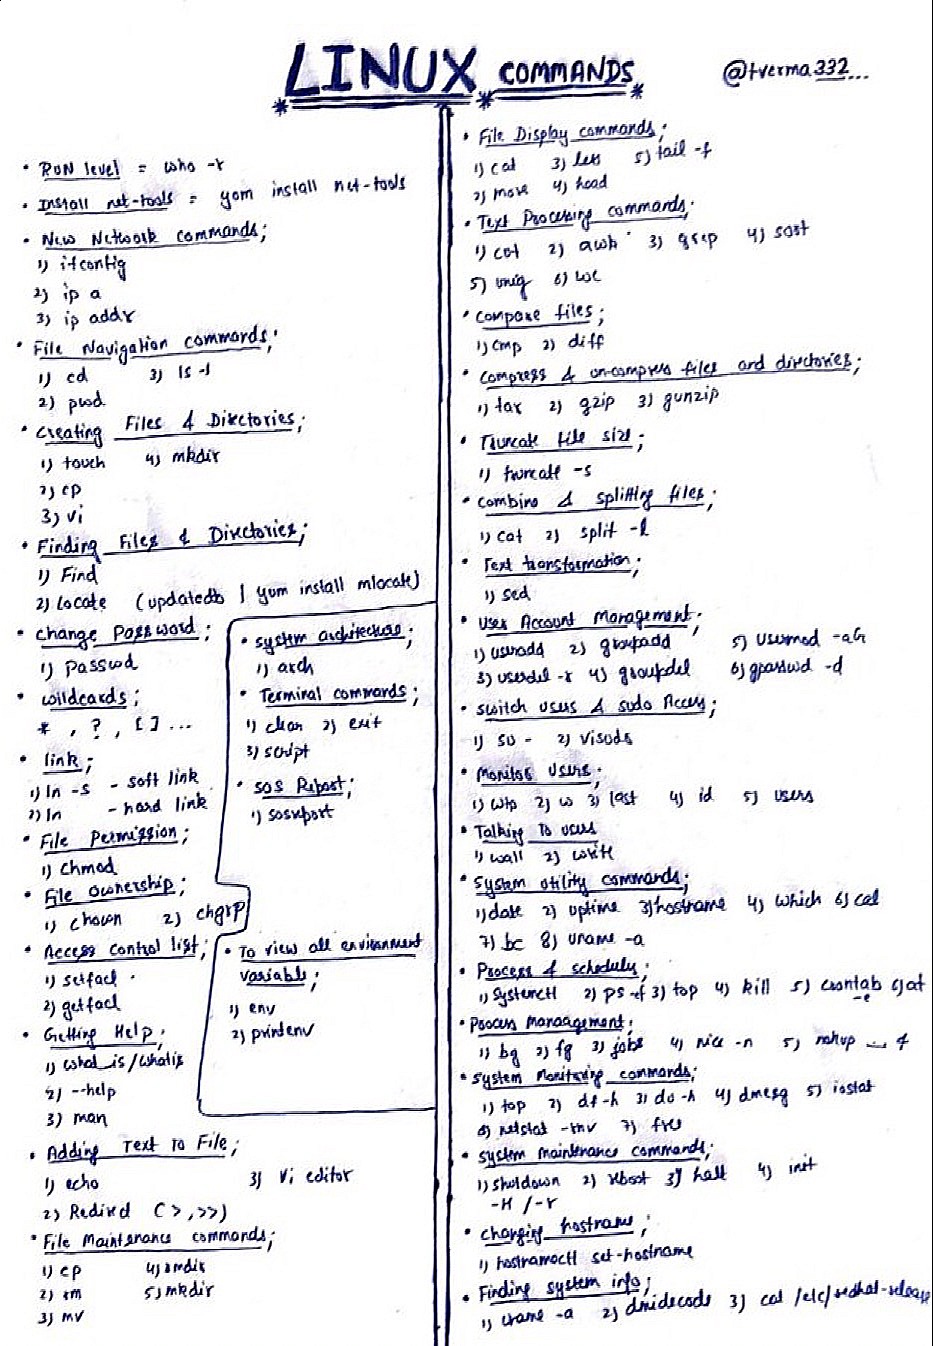 LINUX COMMANDS
@tverma332...
• RUN level = who -r
• Install net-tools = yum install net-tools
• New Network commands;
1) ifconfig
2) ip a
3) ip addr
• File Navigation commands;
1) cd 3) ls -l
2) pwd
• Creating Files & Directories;
1) touch 4) mkdir
2) cp
3) vi
• Finding Files & Directories;
1) Find
2) Locate (updatedb | yum install mlocate)
• Change Password;
1) Passwd
• Wildcards;
* , ? , [ ] ...
• link;
1) ln -s - soft link
2) ln - hard link
• File Permission;
1) Chmod
• File Ownership;
1) chown 2) chgrp
• Access control list;
1) setfacl
2) getfacl
• Getting Help;
1) what_is/whatis
2) --help
3) man
• System architecture;
1) arch
• Terminal commands;
1) clear 2) exit
3) script
• SOS Report;
1) sosreport
• To view all environment
variable;
1) env
2) printenv
• Adding Text To File;
1) echo 3) Vi editor
2) Redirect (>,>>)
• File Maintenance commands;
1) cp 4) rmdir
2) rm 5) mkdir
3) mv
• File Display commands;
1) cat 3) less 5) tail -f
2) more 4) head
• Text Processing commands;
1) cut 2) awk 3) grep 4) sort
5) uniq 6) wc
• Compare files;
1) cmp 2) diff
• Compress & un-compress files and directories;
1) tar 2) gzip 3) gunzip
• Truncate file size;
1) truncate -s
• Combine & splitting files;
1) cat 2) split -l
• Text transformation;
1) sed
• User Account Management;
1) useradd 2) groupadd 5) usermod -aG
3) userdel -r 4) groupdel 6) gpasswd -d
• Switch users & sudo Access;
1) su - 2) visudo
• Monitor Users;
1) who 2) w 3) last 4) id 5) users
• Talking To users
1) wall 2) write
• System utility commands;
1) date 2) uptime 3) hostname 4) which 6) cal
7) bc 8) uname -a
• Process & schedules;
1) Systemctl 2) ps -ef 3) top 4) kill 5) crontab -e 6) at
• Process management;
1) bg 2) fg 3) jobs 4) nice -n 5) nohup __ &
• System Monitoring commands;
1) top 2) df -h 3) du -h 4) dmesg 5) iostat
6) netstat -rnv 7) free
• System maintenance commands;
1) shutdown 2) reboot 3) halt 4) init
-H /-r
• Changing hostname;
1) hostnamectl set-hostname
• Finding system info;
1) uname -a 2) dmidecode 3) cat /etc/redhat-release